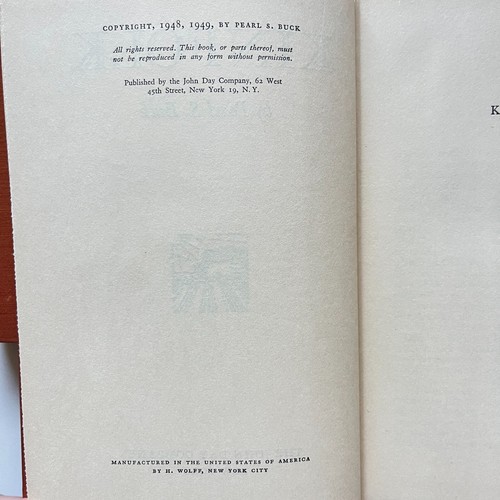 COPYRIGHT, 1948, 1949, BY PEARL S. BUCK
All rights reserved. This book, or parts thereof, must
not be reproduced in any form without permission.
Published by the John Day Company, 62 West
45th Street, New York 19, N. Y.
K
MANUFACTURED IN THE UNITED STATES OF AMERICA
BY H. WOLFF, NEW YORK CITY